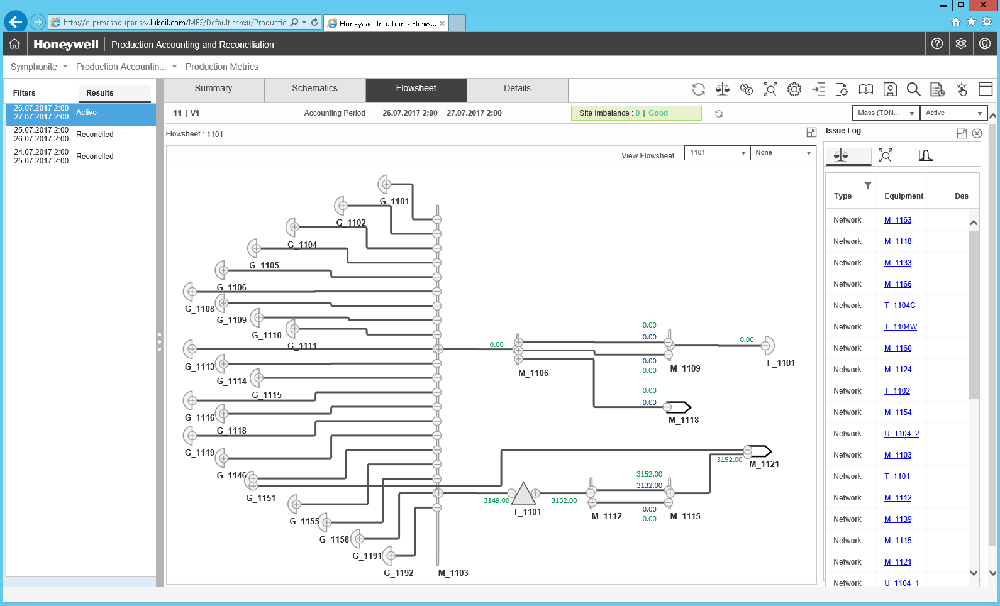 http://c-prmasodupar.srv.lukoil.com/MES/Default.aspx#/Productio
Honeywell Intuition - Flows...
Honeywell
Production Accounting and Reconciliation
Symphonite
Production Accountin...
Production Metrics
Filters
Results
26.07.2017 2:00
27.07.2017 2:00
Active
25.07.2017 2:00
26.07.2017 2:00
Reconciled
24.07.2017 2:00
25.07.2017 2:00
Reconciled
Summary
Schematics
Flowsheet
Details
11 | V1
Accounting Period
26.07.2017 2:00 - 27.07.2017 2:00
Site Imbalance : 0 | Good
Mass (TON...
Active
Flowsheet : 1101
View Flowsheet
1101
None
G_1101
G_1102
G_1104
G_1105
G_1106
G_1108
G_1109
G_1110
G_1111
G_1113
G_1114
G_1115
G_1116
G_1118
G_1119
G_1146
G_1151
G_1155
G_1158
G_1191
G_1192
M_1103
0.00
M_1106
0.00
0.00
0.00
0.00
M_1109
0.00
F_1101
0.00
0.00
M_1118
3152.00
M_1121
3149.00
T_1101
3152.00
M_1112
3152.00
3132.00
0.00
0.00
M_1115
Issue Log
Type
Equipment
Des
Network M_1163
Network M_1118
Network M_1133
Network M_1166
Network T_1104C
Network T_1104W
Network M_1160
Network M_1124
Network T_1102
Network M_1154
Network U_1104_2
Network M_1103
Network T_1101
Network M_1112
Network M_1139
Network M_1115
Network M_1121
Network U_1104_1